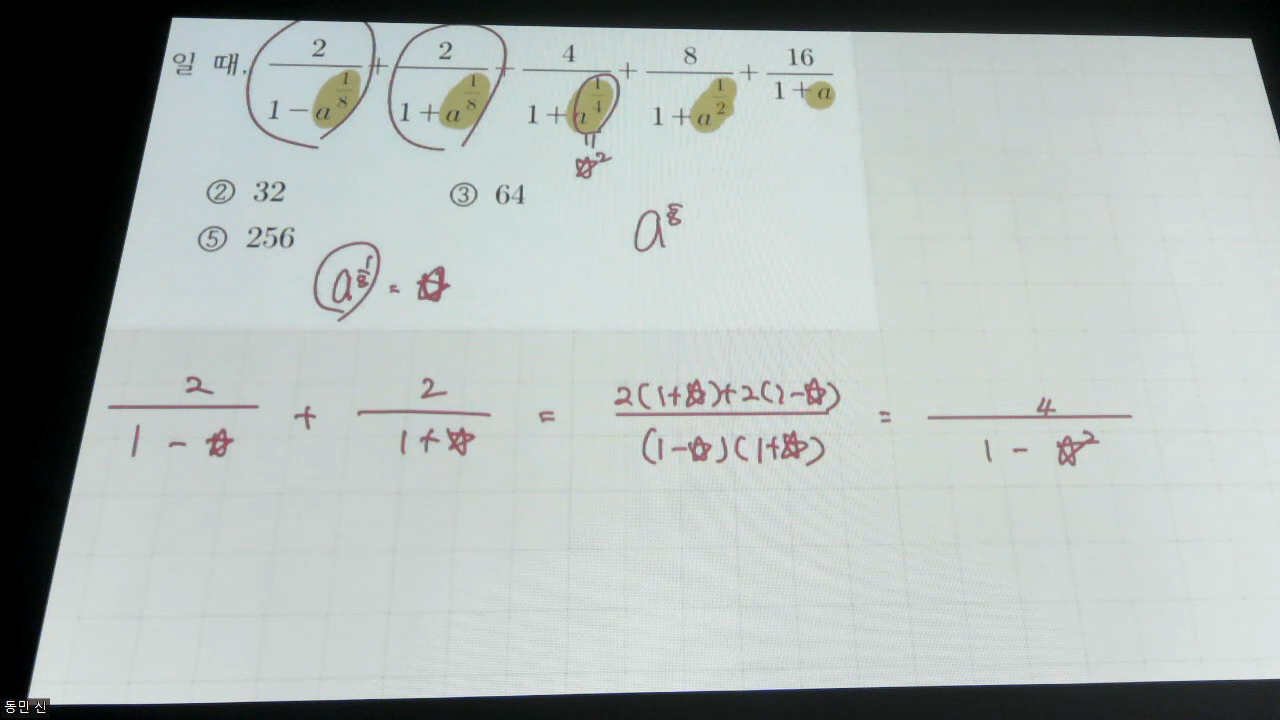 일 때, 2/(1-a^(1/8)) + 2/(1+a^(1/8)) + 4/(1+a^(1/4)) + 8/(1+a^(1/2)) + 16/(1+a)
= ☆²
② 32 ③ 64
a^(1/8)
⑤ 256
a^(1/8) = ☆
2/(1-☆) + 2/(1+☆) = (2(1+☆)+2(1-☆))/((1-☆)(1+☆)) = 4/(1-☆²)
동민 신